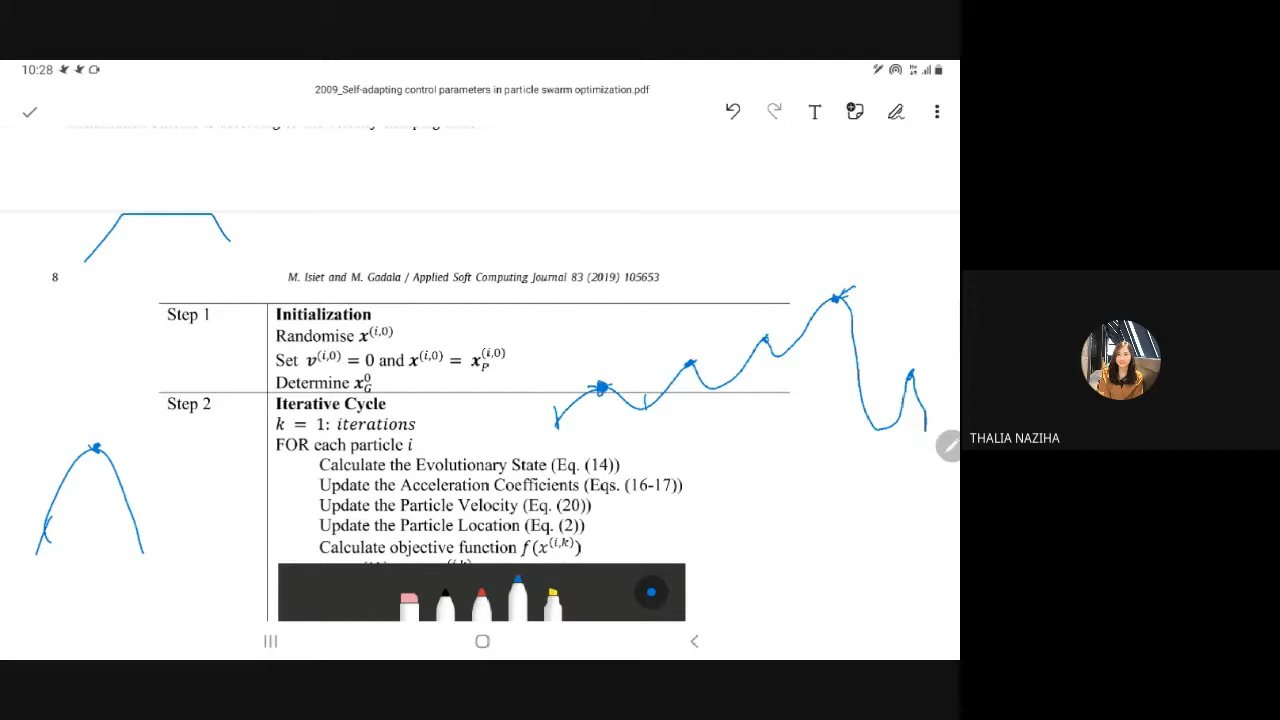 10:28
2009_Self-adapting control parameters in particle swarm optimization.pdf
T
8
M. Isiet and M. Gadala / Applied Soft Computing Journal 83 (2019) 105653
Step 1
Initialization
Randomise x^(i,0)
Set v^(i,0) = 0 and x^(i,0) = x_P^(i,0)
Determine x_G^0
Step 2
Iterative Cycle
k = 1: iterations
FOR each particle i
Calculate the Evolutionary State (Eq. (14))
Update the Acceleration Coefficients (Eqs. (16-17))
Update the Particle Velocity (Eq. (20))
Update the Particle Location (Eq. (2))
Calculate objective function f(x^(i,k))
THALIA NAZIHA